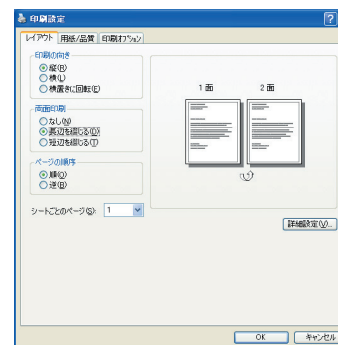 印刷設定
レイアウト 用紙/品質 印刷オプション
印刷の向き
縦(R)
横(L)
横置きに回転(E)
両面印刷
なし(N)
長辺を綴じる(D)
短辺を綴じる(T)
ページの順序
順(O)
逆(B)
シートごとのページ(S): 1
1 面 2 面
詳細設定(V)...
OK キャンセル